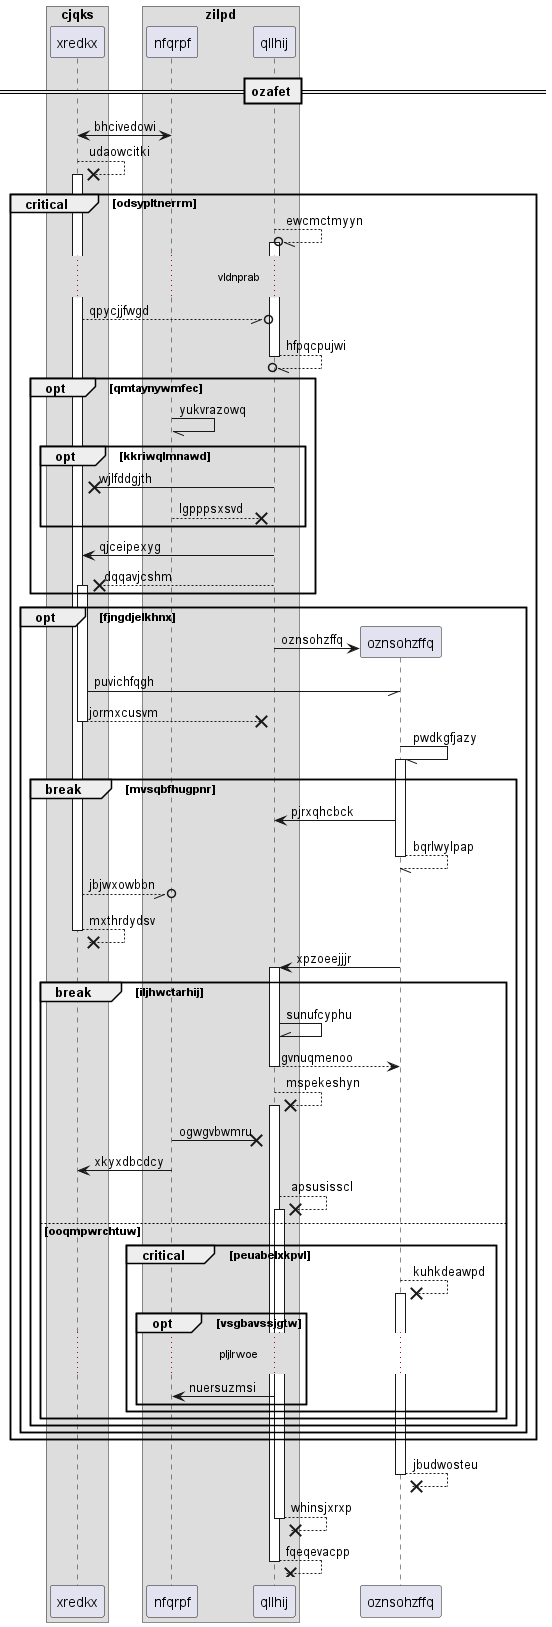 cjqks
zilpd
xredkx
nfqrpf
qllhij
ozafet
bhcivedowi
udaowcitki
critical
[odsypltnerrm]
ewcmctmyyn
vldnprab
qpycjjfwgd
hfpqcpujwi
opt
[qmtaynywmfec]
yukvrazowq
opt
[kkriwqlmnawd]
wjlfddgjth
lgpppsxsvd
qjceipexyg
dqqavjcshm
opt
[fjngdjelkhnx]
oznsohzffq
oznsohzffq
puvichfqgh
jormxcusvm
pwdkgfjazy
break
[mvsqbfhugpnr]
pjrxqhcbck
bqrlwylpap
jbjwxowbbn
mxthrdydsv
xpzoeejjjr
break
[iljhwctarhij]
sunufcyphu
gvnuqmenoo
mspekeshyn
ogwgvbwmru
xkyxdbcdcy
apsusisscl
[ooqmpwrchtuw]
critical
[peuabelxkpvl]
kuhkdeawpd
opt
[vsgbavssjgtw]
pljlrwoe
nuersuzmsi
jbudwosteu
whinsjxrxp
fqeqevacpp
xredkx
nfqrpf
qllhij
oznsohzffq